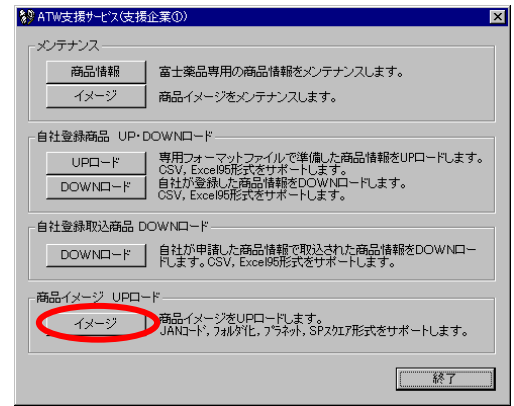 ATW支援ｻｰﾋﾞｽ(支援企業①)
メンテナンス
商品情報 富士薬品専用の商品情報をメンテナンスします。
イメージ 商品イメージをメンテナンスします。
自社登録商品 UP・DOWNロード
UPロード 専用フォーマットファイルで準備した商品情報をUPロードします。
CSV, Excel95形式をサポートします。
DOWNロード 自社が登録した商品情報をDOWNロードします。
CSV, Excel95形式をサポートします。
自社登録取込商品 DOWNロード
DOWNロード 自社が申請した商品情報で取込された商品情報をDOWNロー
ドします。CSV, Excel95形式をサポートします。
商品イメージ UPロード
イメージ 商品イメージをUPロードします。
JANｺｰﾄﾞ, ﾌｫﾙﾀﾞ化, ﾌﾟﾗﾈｯﾄ, SPｽｸｴｱ形式をサポートします。
終了